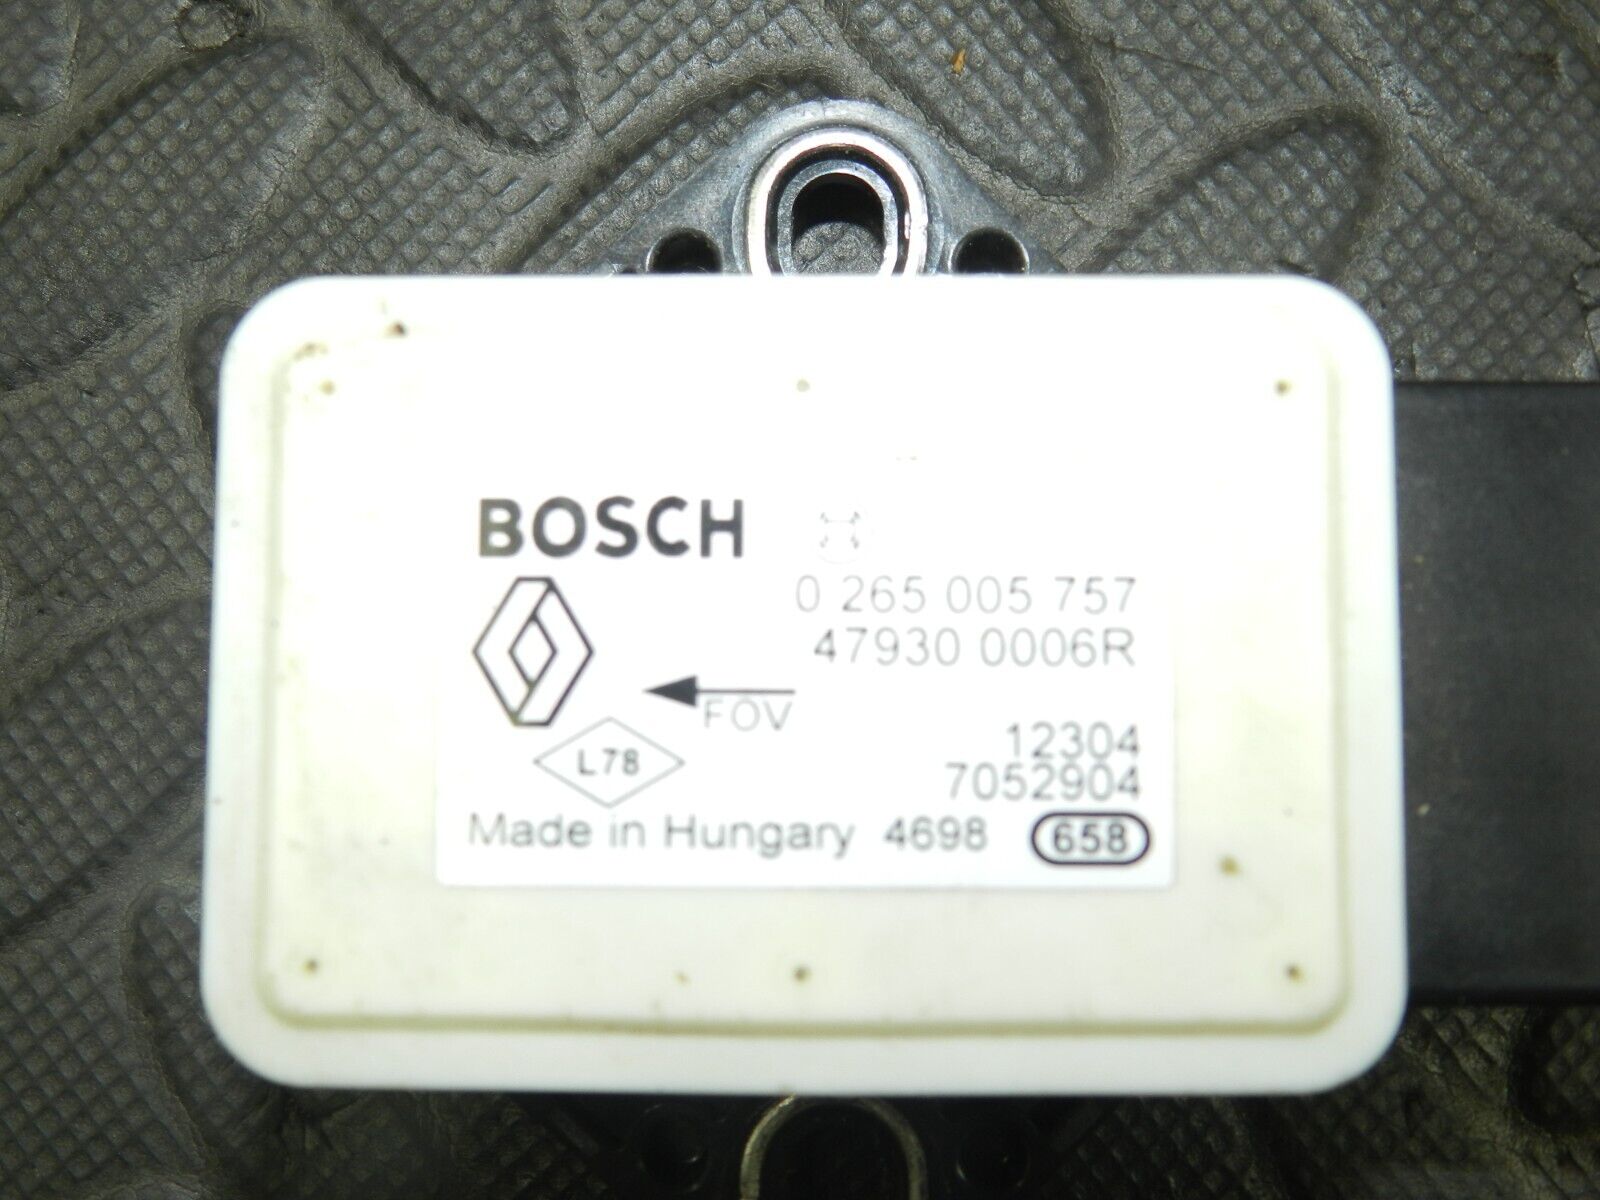 BOSCH
0 265 005 757
47930 0006R
FOV
12304
L78
7052904
Made in Hungary 4698 658